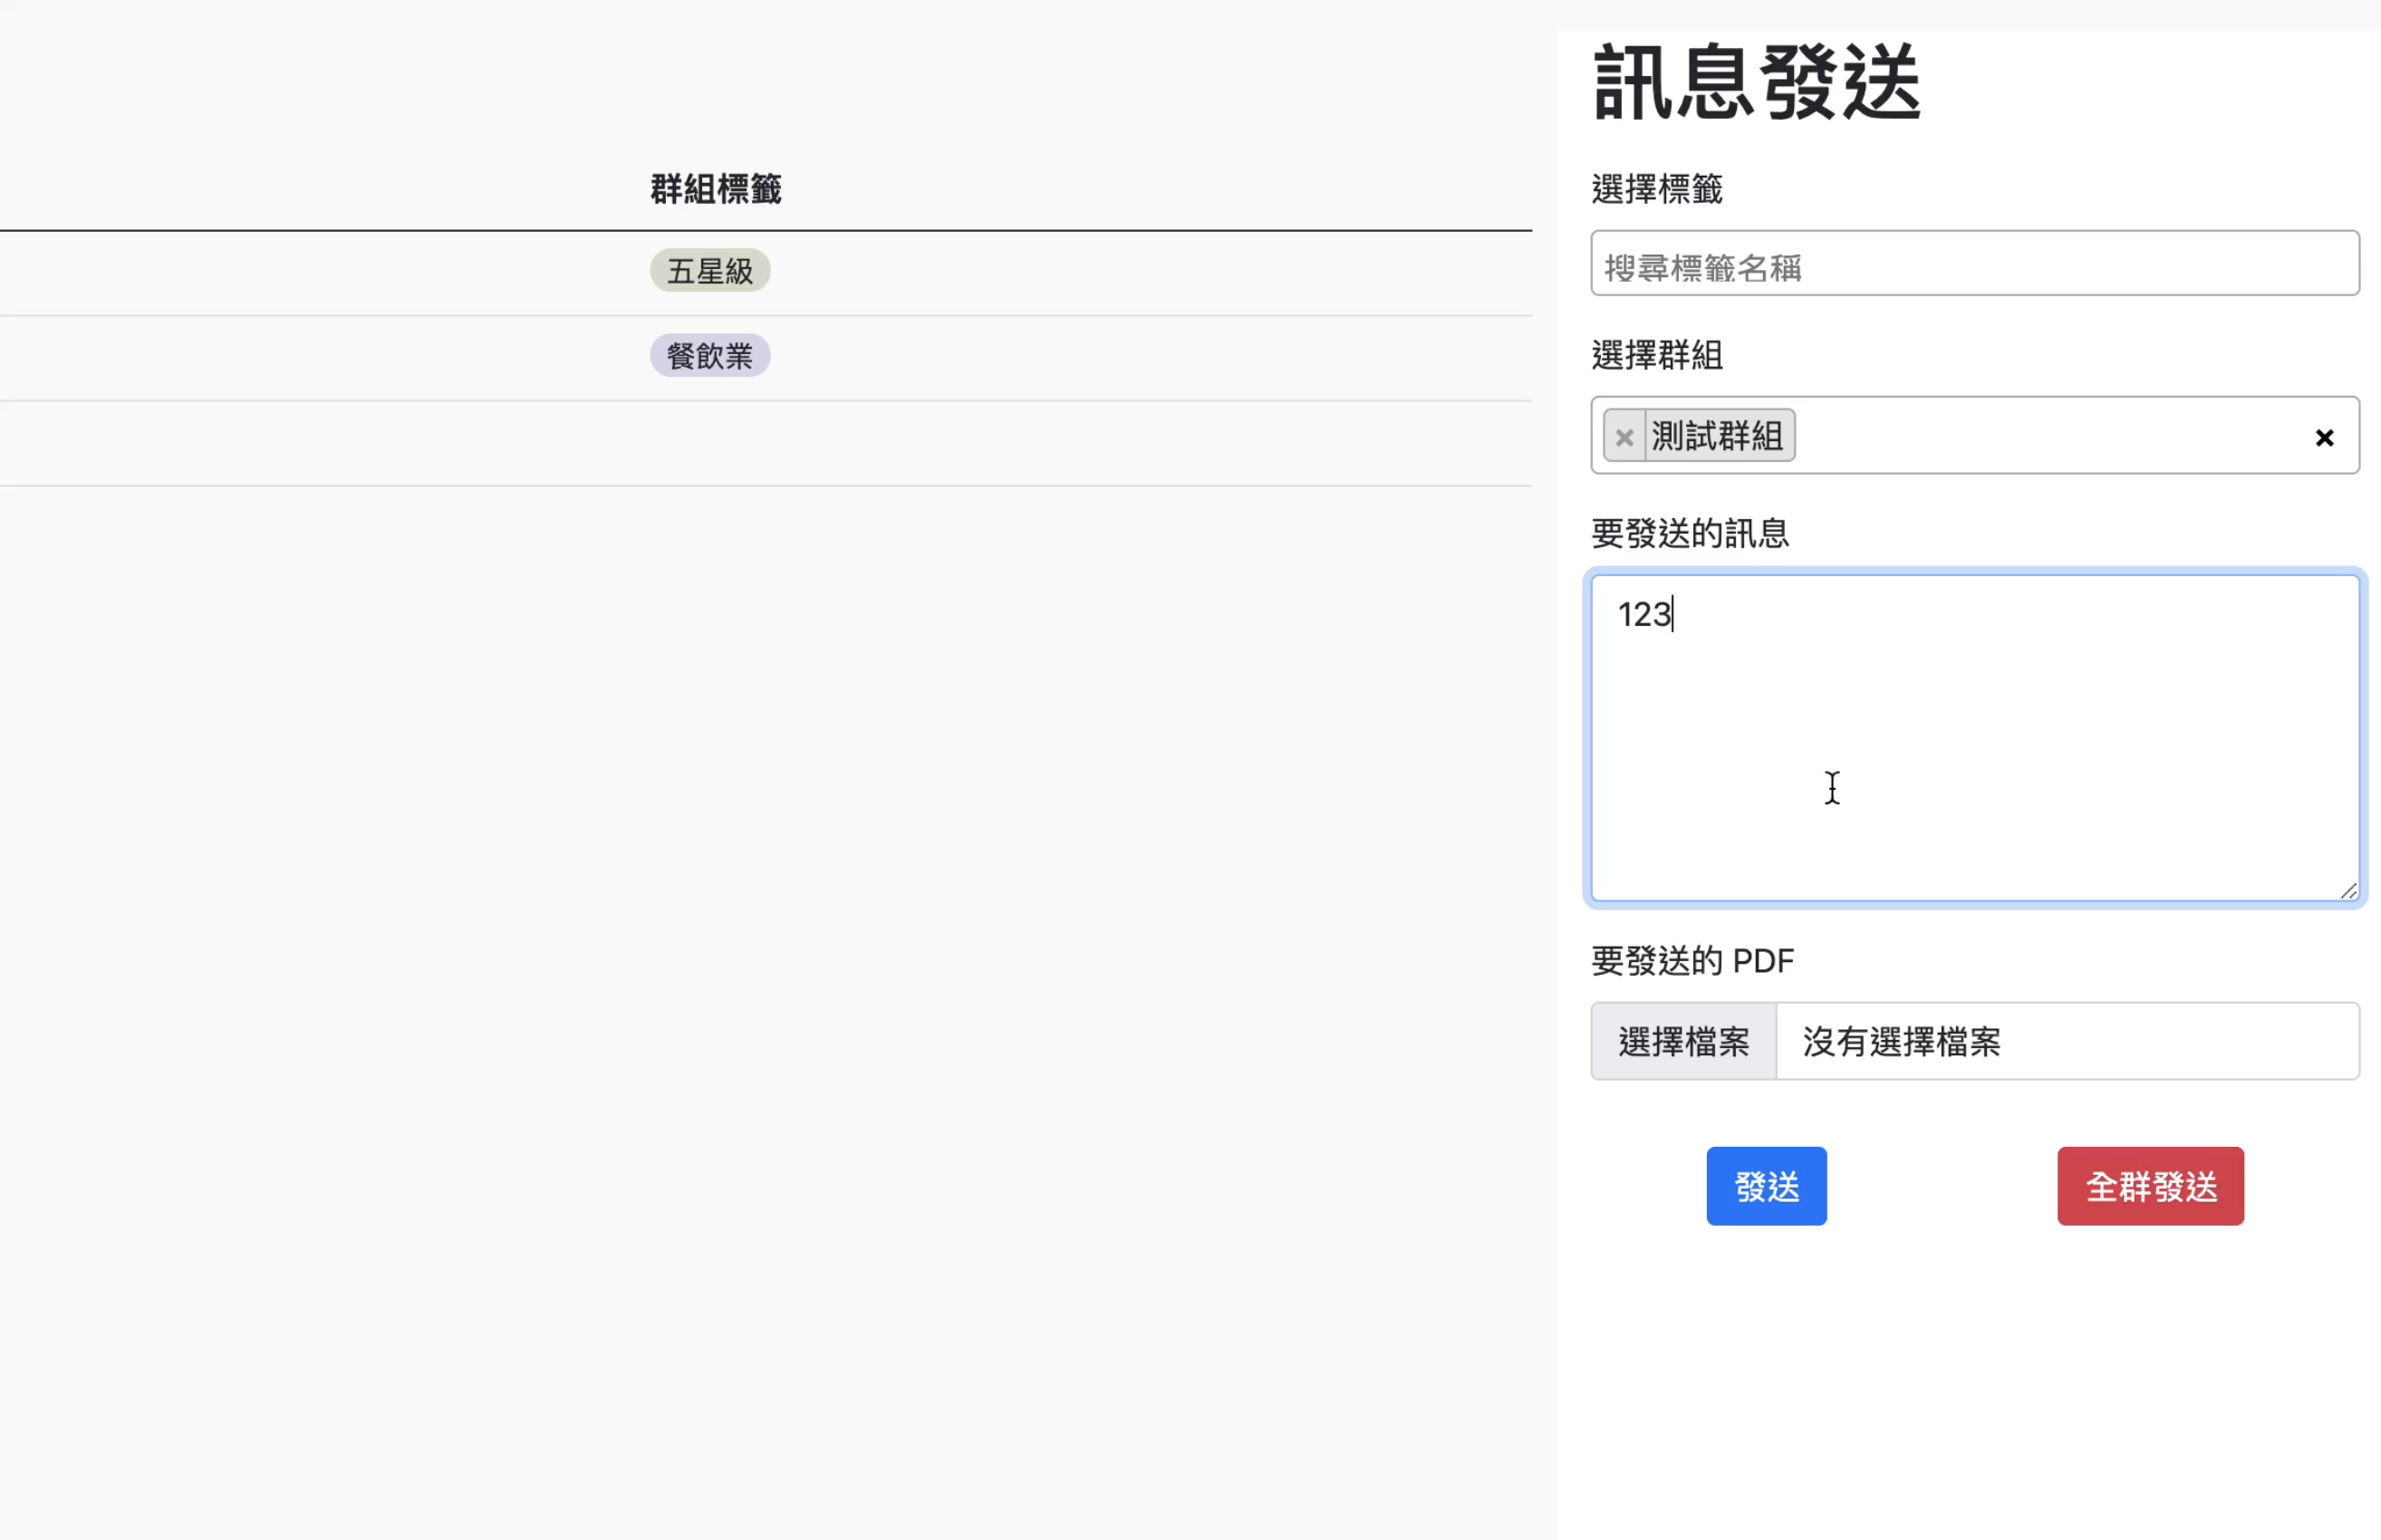 群組標籤
五星級
餐飲業
訊息發送
選擇標籤
搜尋標籤名稱
選擇群組
× 測試群組 ×
要發送的訊息
123
要發送的 PDF
選擇檔案 沒有選擇檔案
發送 全群發送